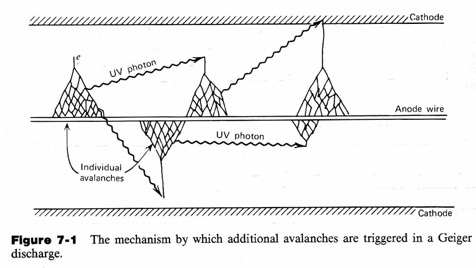 Cathode
e
UV photon
Anode wire
UV photon
Individual
avalanches
Cathode
Figure 7-1 The mechanism by which additional avalanches are triggered in a Geiger
discharge.